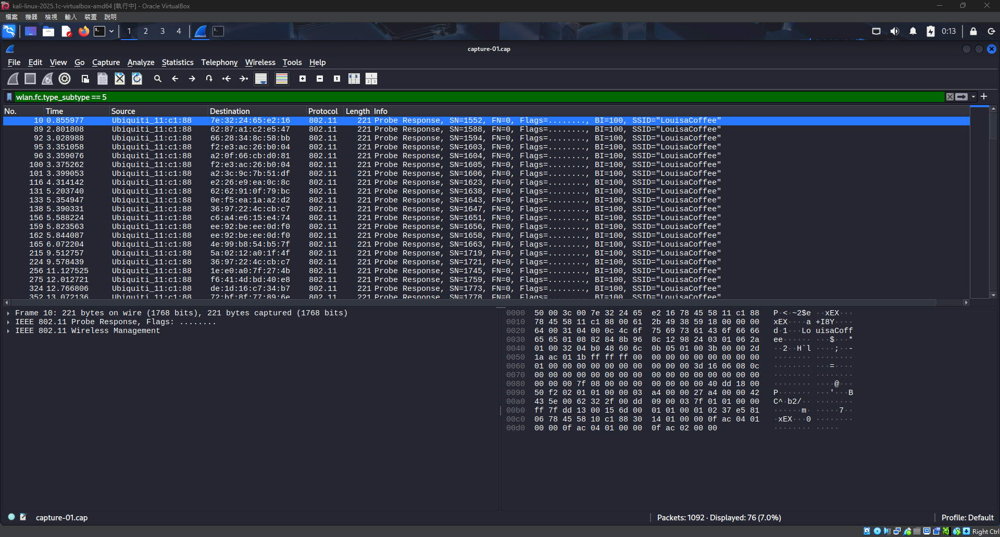 kali-linux-2025.1c-virtualbox-amd64 [執行中] - Oracle VirtualBox
檔案 機器 檢視 輸入 裝置 說明
1 2 3 4 0:13
capture-01.cap
File Edit View Go Capture Analyze Statistics Telephony Wireless Tools Help
wlan.fc.type_subtype == 5
No. Time Source Destination Protocol Length Info
10 0.855977 Ubiquiti_11:c1:88 7e:32:24:65:e2:16 802.11 221 Probe Response, SN=1552, FN=0, Flags=........, BI=100, SSID="LouisaCoffee"
89 2.801808 Ubiquiti_11:c1:88 62:87:a1:c2:e5:47 802.11 221 Probe Response, SN=1588, FN=0, Flags=........, BI=100, SSID="LouisaCoffee"
92 3.028988 Ubiquiti_11:c1:88 66:28:34:8c:58:bb 802.11 221 Probe Response, SN=1594, FN=0, Flags=........, BI=100, SSID="LouisaCoffee"
95 3.351058 Ubiquiti_11:c1:88 f2:e3:ac:26:b0:04 802.11 221 Probe Response, SN=1603, FN=0, Flags=........, BI=100, SSID="LouisaCoffee"
96 3.359076 Ubiquiti_11:c1:88 a2:0f:66:cb:d0:81 802.11 221 Probe Response, SN=1604, FN=0, Flags=........, BI=100, SSID="LouisaCoffee"
100 3.375262 Ubiquiti_11:c1:88 f2:e3:ac:26:b0:04 802.11 221 Probe Response, SN=1605, FN=0, Flags=........, BI=100, SSID="LouisaCoffee"
101 3.399053 Ubiquiti_11:c1:88 a2:3c:9c:7b:51:df 802.11 221 Probe Response, SN=1606, FN=0, Flags=........, BI=100, SSID="LouisaCoffee"
116 4.314142 Ubiquiti_11:c1:88 e2:26:e9:ea:0c:8c 802.11 221 Probe Response, SN=1623, FN=0, Flags=........, BI=100, SSID="LouisaCoffee"
131 5.203740 Ubiquiti_11:c1:88 62:62:91:0f:79:bc 802.11 221 Probe Response, SN=1638, FN=0, Flags=........, BI=100, SSID="LouisaCoffee"
133 5.354947 Ubiquiti_11:c1:88 0e:f5:ea:1a:a2:d2 802.11 221 Probe Response, SN=1643, FN=0, Flags=........, BI=100, SSID="LouisaCoffee"
138 5.390331 Ubiquiti_11:c1:88 36:97:22:4c:cb:c7 802.11 221 Probe Response, SN=1647, FN=0, Flags=........, BI=100, SSID="LouisaCoffee"
156 5.588224 Ubiquiti_11:c1:88 c6:a4:e6:15:e4:74 802.11 221 Probe Response, SN=1651, FN=0, Flags=........, BI=100, SSID="LouisaCoffee"
159 5.823563 Ubiquiti_11:c1:88 ee:92:be:ee:0d:f0 802.11 221 Probe Response, SN=1656, FN=0, Flags=........, BI=100, SSID="LouisaCoffee"
162 5.844087 Ubiquiti_11:c1:88 ee:92:be:ee:0d:f0 802.11 221 Probe Response, SN=1658, FN=0, Flags=........, BI=100, SSID="LouisaCoffee"
165 6.072204 Ubiquiti_11:c1:88 4e:99:b8:54:b5:7f 802.11 221 Probe Response, SN=1663, FN=0, Flags=........, BI=100, SSID="LouisaCoffee"
215 9.512757 Ubiquiti_11:c1:88 5a:02:12:a0:1f:4f 802.11 221 Probe Response, SN=1719, FN=0, Flags=........, BI=100, SSID="LouisaCoffee"
224 9.578439 Ubiquiti_11:c1:88 36:97:22:4c:cb:c7 802.11 221 Probe Response, SN=1721, FN=0, Flags=........, BI=100, SSID="LouisaCoffee"
256 11.127525 Ubiquiti_11:c1:88 1e:e0:a0:7f:27:4b 802.11 221 Probe Response, SN=1745, FN=0, Flags=........, BI=100, SSID="LouisaCoffee"
275 12.012721 Ubiquiti_11:c1:88 f6:41:4d:bd:40:e8 802.11 221 Probe Response, SN=1759, FN=0, Flags=........, BI=100, SSID="LouisaCoffee"
324 12.766806 Ubiquiti_11:c1:88 de:1d:16:c7:34:b7 802.11 221 Probe Response, SN=1773, FN=0, Flags=........, BI=100, SSID="LouisaCoffee"
352 13.072136 Ubiquiti_11:c1:88 72:bf:8f:77:89:6e 802.11 221 Probe Response, SN=1778, FN=0, Flags=........, BI=100, SSID="LouisaCoffee"
Frame 10: 221 bytes on wire (1768 bits), 221 bytes captured (1768 bits)
IEEE 802.11 Probe Response, Flags: ........
IEEE 802.11 Wireless Management
0000 50 00 3c 00 7e 32 24 65 e2 16 78 45 58 11 c1 88 P·<·~2$e ··xEX···
0010 78 45 58 11 c1 88 00 61 2b 49 38 59 18 00 00 00 xEX····a +I8Y····
0020 64 00 31 04 00 0c 4c 6f 75 69 73 61 43 6f 66 66 d·1···Lo uisaCoff
0030 65 65 01 08 82 84 8b 96 8c 12 98 24 03 01 06 2a ee······ ···$···*
0040 01 00 32 04 b0 48 60 6c 0b 05 01 00 3b 00 00 2d ··2··H`l ····;··-
0050 1a ac 01 1b ff ff ff 00 00 00 00 00 00 00 00 00 ········ ········
0060 01 00 00 00 00 00 00 00 00 00 00 3d 16 06 08 0c ········ ···=····
0070 00 00 00 00 00 00 00 00 00 00 00 00 00 00 00 00 ········ ········
0080 00 00 00 7f 08 00 00 00 00 00 00 00 40 dd 18 00 ········ ····@···
0090 50 f2 02 01 01 00 00 03 a4 00 00 27 a4 00 00 42 P······· ···'···B
00a0 43 5e 00 62 32 2f 00 dd 09 00 03 7f 01 01 00 00 C^·b2/·· ········
00b0 ff 7f dd 13 00 15 6d 00 01 01 00 01 02 37 e5 81 ······m· ·····7··
00c0 06 78 45 58 10 c1 88 30 14 01 00 00 0f ac 04 01 ·xEX···0 ········
00d0 00 00 0f ac 04 01 00 00 0f ac 02 00 00 ········ ·····
capture-01.cap Packets: 1092 · Displayed: 76 (7.0%) Profile: Default
Right Ctrl